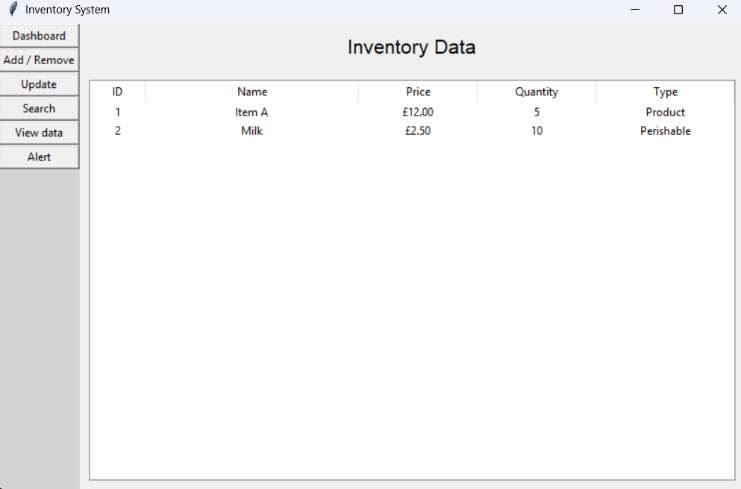 Inventory System
Dashboard
Add / Remove
Update
Search
View data
Alert
Inventory Data
ID Name Price Quantity Type
1 Item A £12.00 5 Product
2 Milk £2.50 10 Perishable